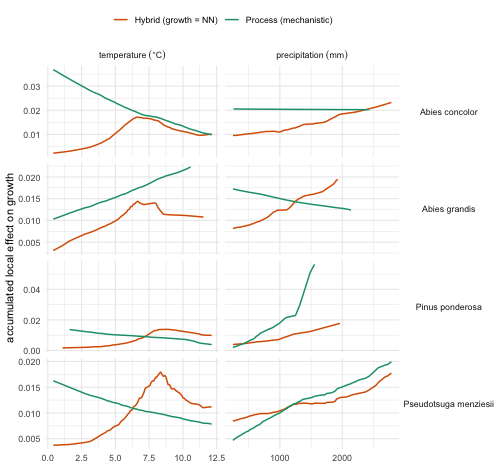 Hybrid (growth = NN) Process (mechanistic)
temperature (°C) precipitation (mm)
0.03
0.02
0.01
Abies concolor
0.020
0.015
0.010
0.005
Abies grandis
accumulated local effect on growth
0.04
0.02
0.00
Pinus ponderosa
0.020
0.015
0.010
0.005
Pseudotsuga menziesii
0.0 2.5 5.0 7.5 10.0 12.5 1000 2000